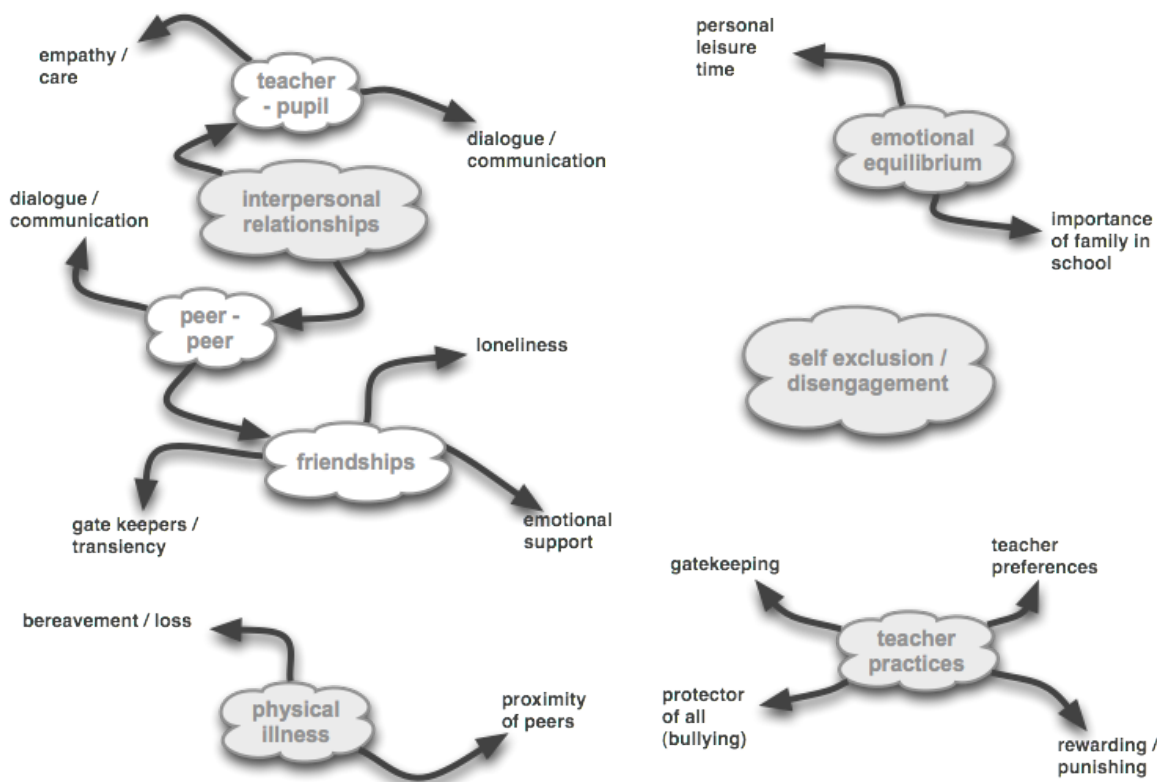 empathy /
care
teacher
- pupil
dialogue /
communication
interpersonal
relationships
dialogue /
communication
peer -
peer
loneliness
friendships
gate keepers /
transiency
emotional
support
bereavement / loss
physical
illness
proximity
of peers
personal
leisure
time
emotional
equilibrium
importance
of family in
school
self exclusion /
disengagement
gatekeeping
teacher
preferences
teacher
practices
protector
of all
(bullying)
rewarding /
punishing